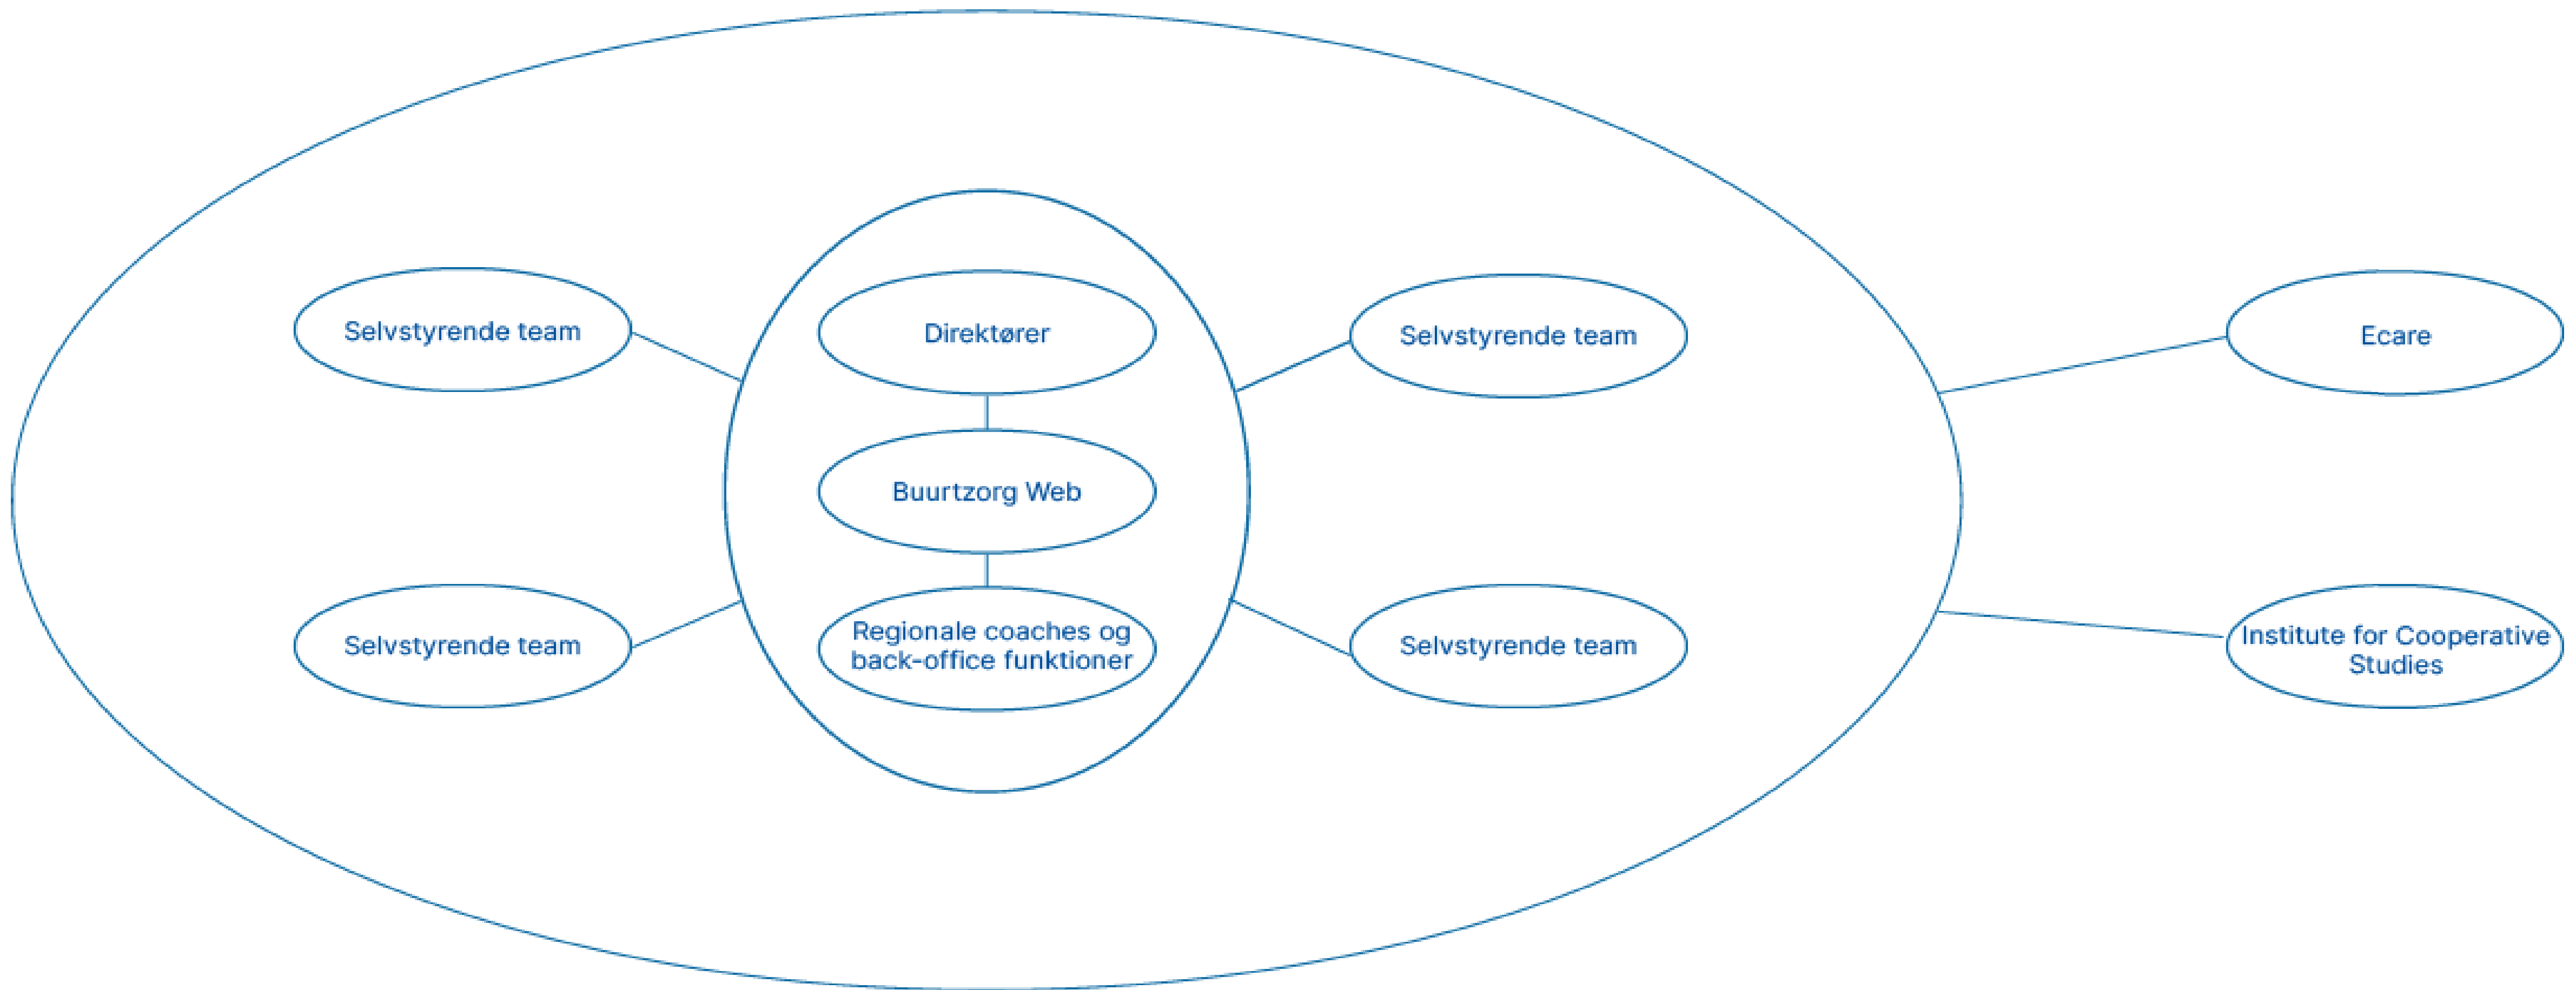 Selvstyrende team
Direktører
Selvstyrende team
Ecare
Buurtzorg Web
Selvstyrende team
Regionale coaches og
back-office funktioner
Selvstyrende team
Institute for Cooperative
Studies